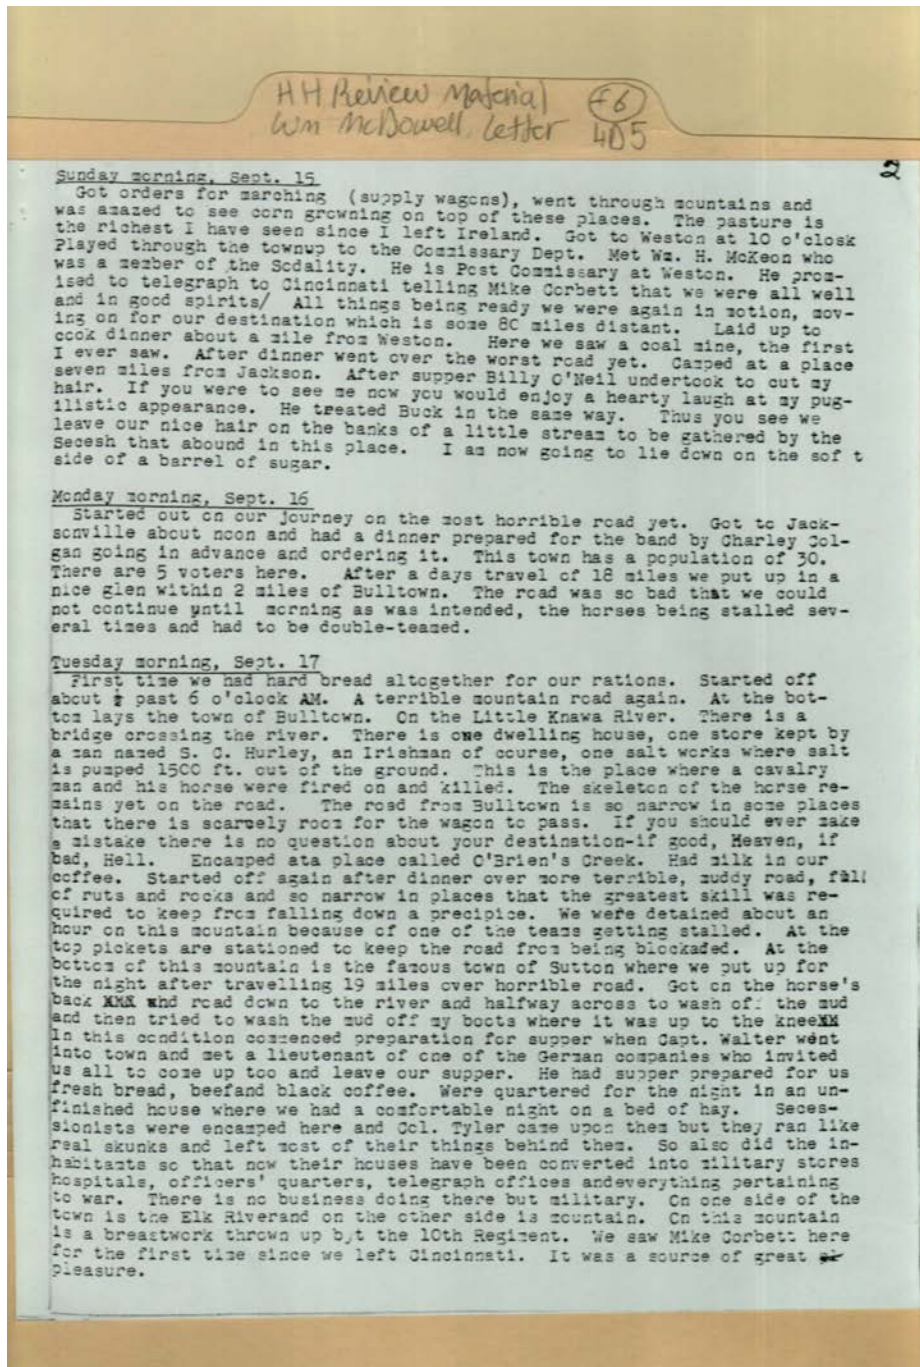 HH Review Material F6
Wm McDowell Letter 4D5
2
Sunday morning, Sept. 15
Got orders for marching (supply wagons), went through mountains and
was amazed to see corn growning on top of these places. The pasture is
the richest I have seen since I left Ireland. Got to Weston at 10 o'closk
Played through the townup to the Commissary Dept. Met Wm. H. McKeon who
was a member of the Sodality. He is Post Commissary at Weston. He prom-
ised to telegraph to Cincinnati telling Mike Corbett that we were all well
and in good spirits/ All things being ready we were again in motion, mov-
ing on for our destination which is some 80 miles distant. Laid up to
cook dinner about a mile from Weston. Here we saw a coal mine, the first
I ever saw. After dinner went over the worst road yet. Camped at a place
seven miles from Jackson. After supper Billy O'Neil undertook to cut my
hair. If you were to see me now you would enjoy a hearty laugh at my pug-
ilistic appearance. He treated Buck in the same way. Thus you see we
leave our nice hair on the banks of a little stream to be gathered by the
Secesh that abound in this place. I am now going to lie down on the sof t
side of a barrel of sugar.
Monday morning, Sept. 16
Started out on our journey on the most horrible road yet. Got to Jack-
sonville about noon and had a dinner prepared for the band by Charley Col-
gan going in advance and ordering it. This town has a population of 30.
There are 5 voters here. After a days travel of 18 miles we put up in a
nice glen within 2 miles of Bulltown. The road was so bad that we could
not continue until morning as was intended, the horses being stalled sev-
eral times and had to be double-teamed.
Tuesday morning, Sept. 17
First time we had hard bread altogether for our rations. Started off
about ½ past 6 o'clock AM. A terrible mountain road again. At the bot-
tom lays the town of Bulltown. On the Little Knawa River. There is a
bridge crossing the river. There is one dwelling house, one store kept by
a man named S. C. Hurley, an Irishman of course, one salt works where salt
is pumped 1500 ft. out of the ground. This is the place where a cavalry
man and his horse were fired on and killed. The skeleton of the horse re-
mains yet on the road. The road from Bulltown is so narrow in some places
that there is scarcely room for the wagon to pass. If you should ever make
a mistake there is no question about your destination-if good, Heaven, if
bad, Hell. Encamped ata place called O'Brien's Creek. Had milk in our
coffee. Started off again after dinner over more terrible, muddy road, full
of ruts and rocks and so narrow in places that the greatest skill was re-
quired to keep from falling down a precipice. We were detained about an
hour on this mountain because of one of the teams getting stalled. At the
top pickets are stationed to keep the road from being blockaded. At the
bottom of this mountain is the famous town of Sutton where we put up for
the night after travelling 19 miles over horrible road. Got on the horse's
back XXX and road down to the river and halfway across to wash off the mud
and then tried to wash the mud off my boots where it was up to the kneeXX
In this condition commenced preparation for supper when Capt. Walter went
into town and met a lieutenant of one of the German companies who invited
us all to come up too and leave our supper. He had supper prepared for us
fresh bread, beefand black coffee. Were quartered for the night in an un-
finished house where we had a comfortable night on a bed of hay. Seces-
sionists were encamped here and Col. Tyler came upon them but they ran like
real skunks and left most of their things behind them. So also did the in-
habitants so that now their houses have been converted into military stores
hospitals, officers' quarters, telegraph offices andeverything pertaining
to war. There is no business doing there but military. On one side of the
town is the Elk Riverand on the other side is mountain. On this mountain
is a breastwork thrown up byt the 10th Regiment. We saw Mike Corbett here
for the first time since we left Cincinnati. It was a source of great
pleasure.